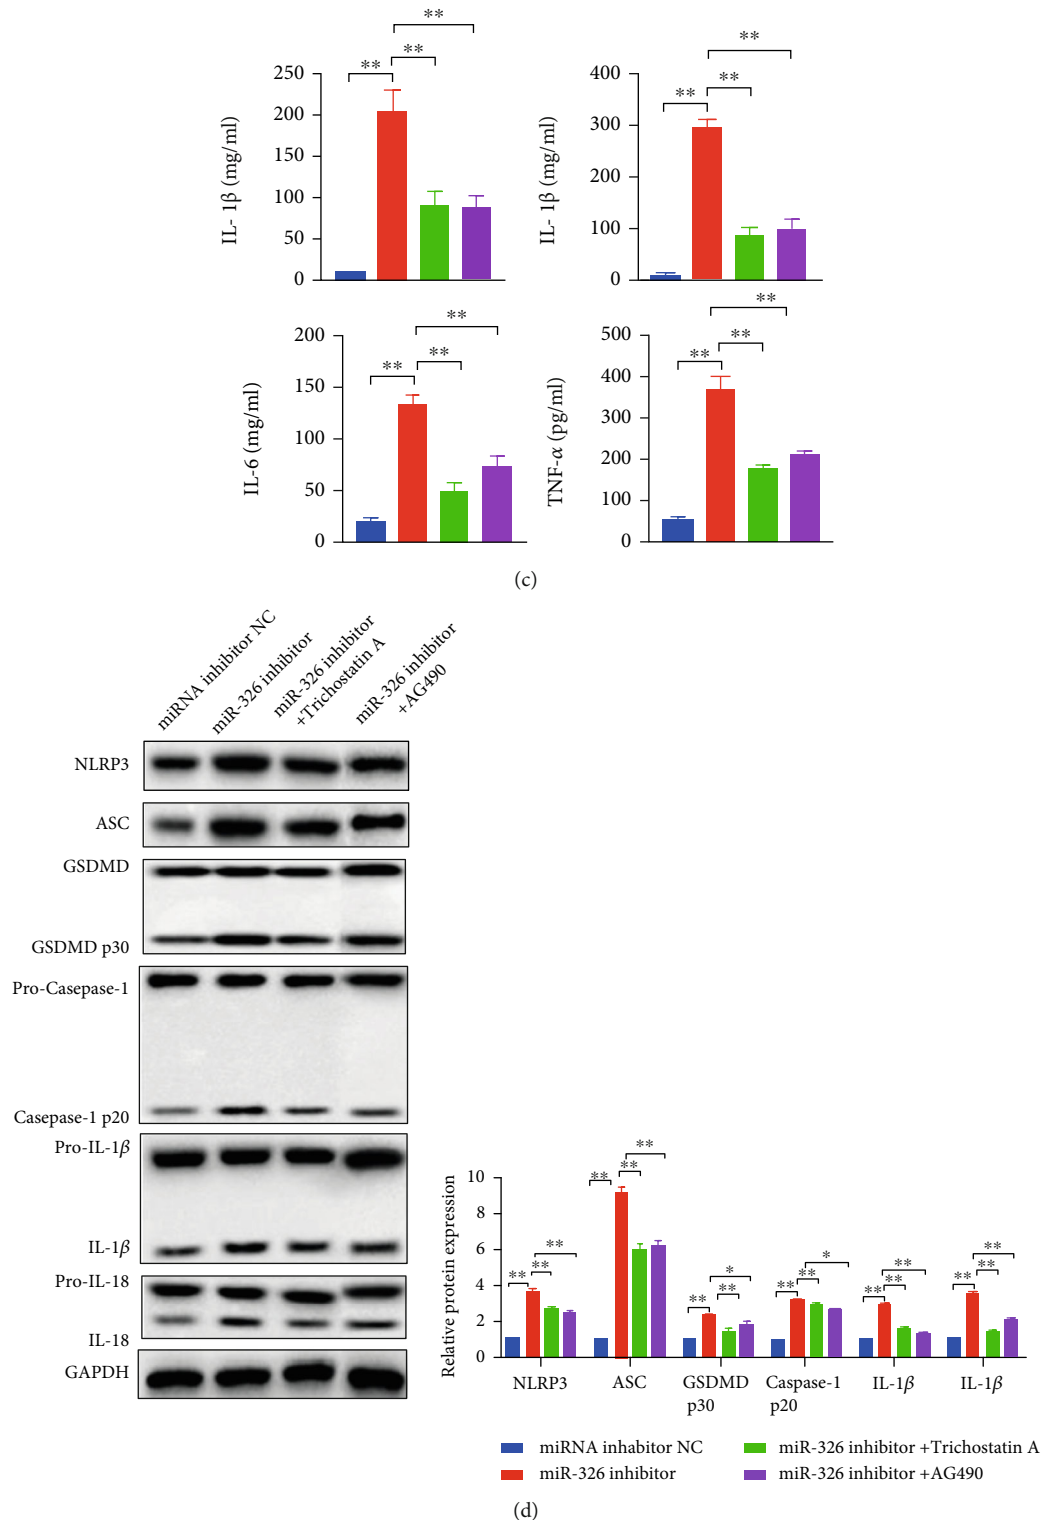 **
**
**
250
200
150
100
50
0
IL- 1β (mg/ml)
**
**
**
400
300
200
100
0
IL- 1β (mg/ml)
**
**
**
200
150
100
50
0
IL-6 (mg/ml)
**
**
**
500
400
300
200
100
0
TNF-α (pg/ml)
(c)
miRNA inhibitor NC
miR-326 inhibitor
miR-326 inhibitor
+Trichostatin A
miR-326 inhibitor
+AG490
NLRP3
ASC
GSDMD
GSDMD p30
Pro-Casepase-1
Casepase-1 p20
Pro-IL-1β
IL-1β
Pro-IL-18
IL-18
GAPDH
Relative protein expression
10
8
6
4
2
0
**
**
**
**
**
**
**
**
*
**
**
*
**
**
**
**
**
**
NLRP3
ASC
GSDMD
p30
Caspase-1
p20
IL-1β
IL-1β
miRNA inhabitor NC
miR-326 inhibitor
miR-326 inhibitor +Trichostatin A
miR-326 inhibitor +AG490
(d)